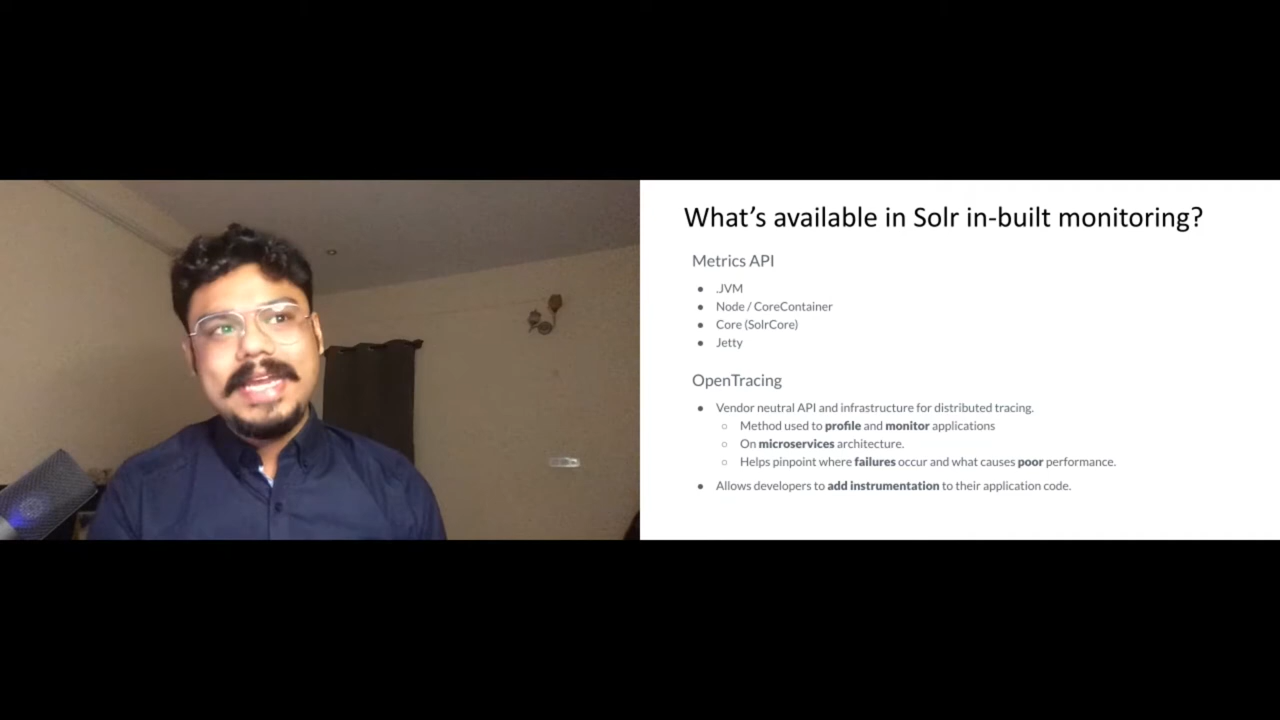 What's available in Solr in-built monitoring?
Metrics API
● .JVM
● Node / CoreContainer
● Core (SolrCore)
● Jetty
OpenTracing
● Vendor neutral API and infrastructure for distributed tracing.
○ Method used to profile and monitor applications
○ On microservices architecture.
○ Helps pinpoint where failures occur and what causes poor performance.
● Allows developers to add instrumentation to their application code.